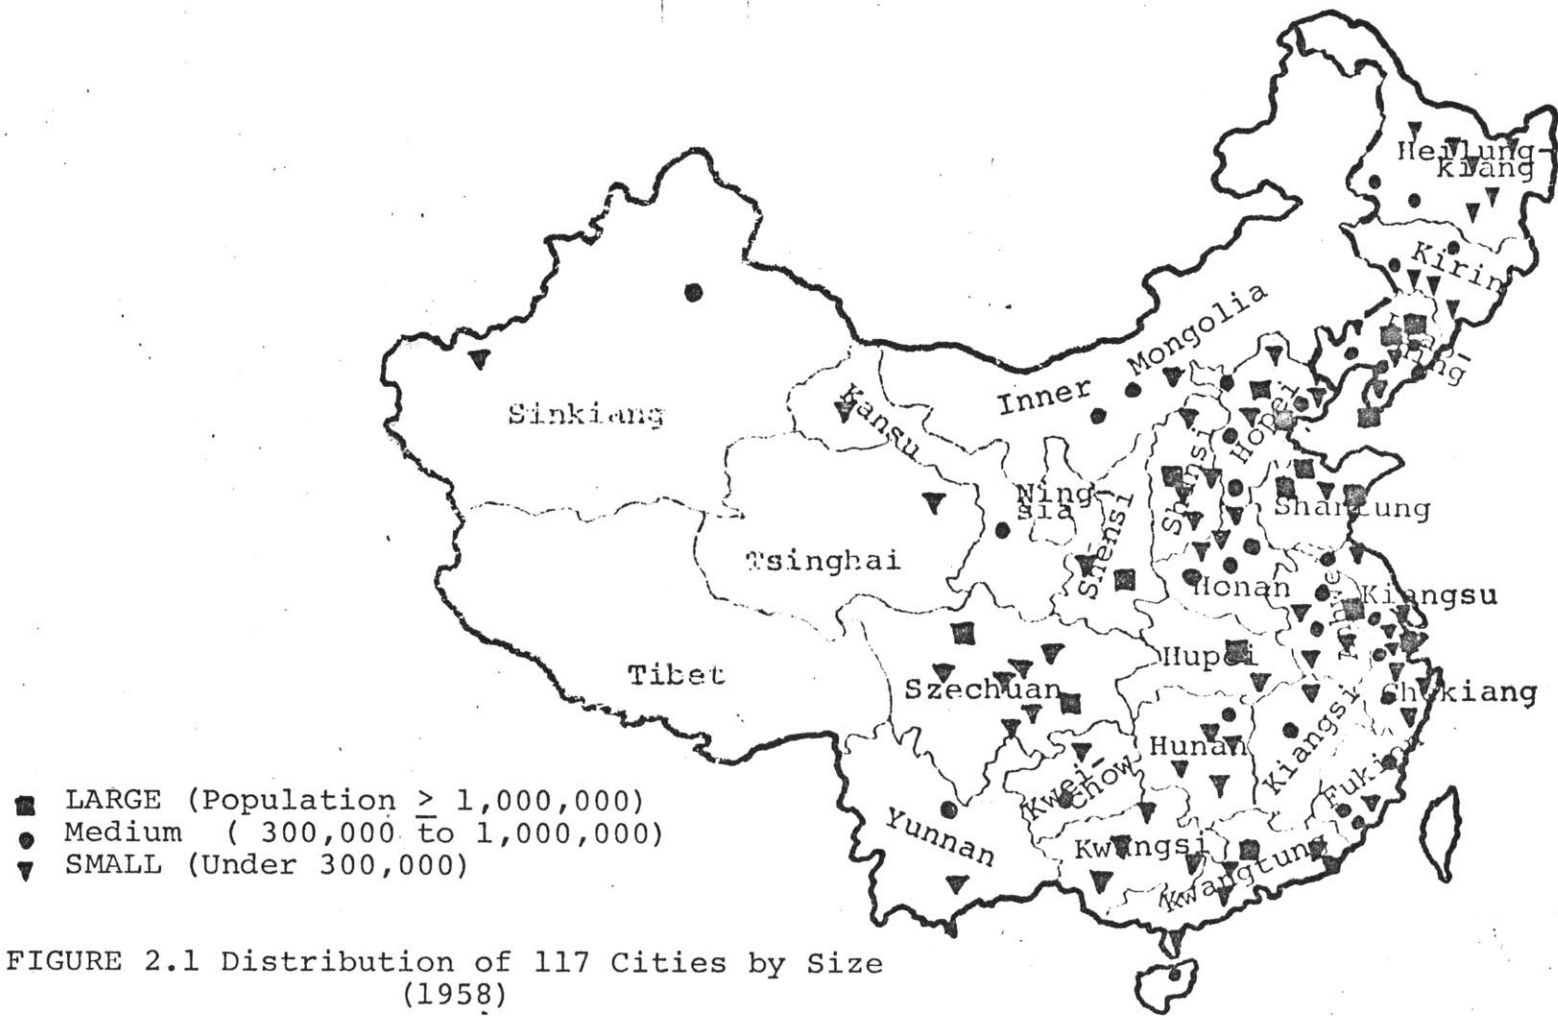 Heilung-
kiang
Kirin
Inner Mongolia
Sinkiang
Kansu
Hopei
Ning-
sia
Shensi
Shansi
Shantung
Tsinghai
Honan
Kiangsu
Tibet
Szechuan
Hupei
Chekiang
Hunan
Kiangsi
Kwei-
Chow
Fukien
Yunnan
Kwangsi
Kwangtung
LARGE (Population ≥ 1,000,000)
Medium ( 300,000 to 1,000,000)
SMALL (Under 300,000)
FIGURE 2.1 Distribution of 117 Cities by Size
(1958)